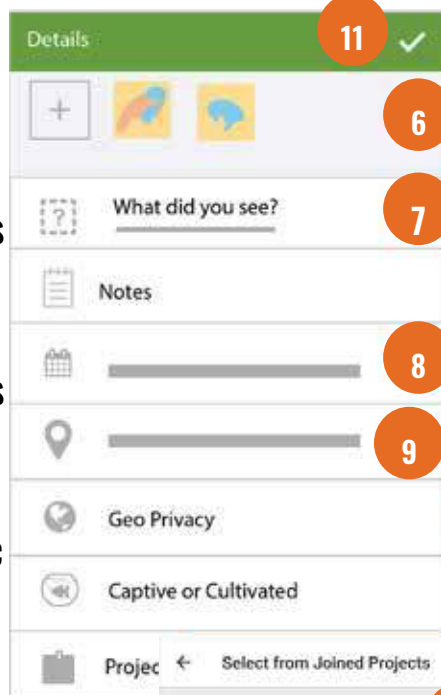 Details 11
+ 6
? What did you see? 7
Notes
8
9
Geo Privacy
Captive or Cultivated
Projec ← Select from Joined Projects